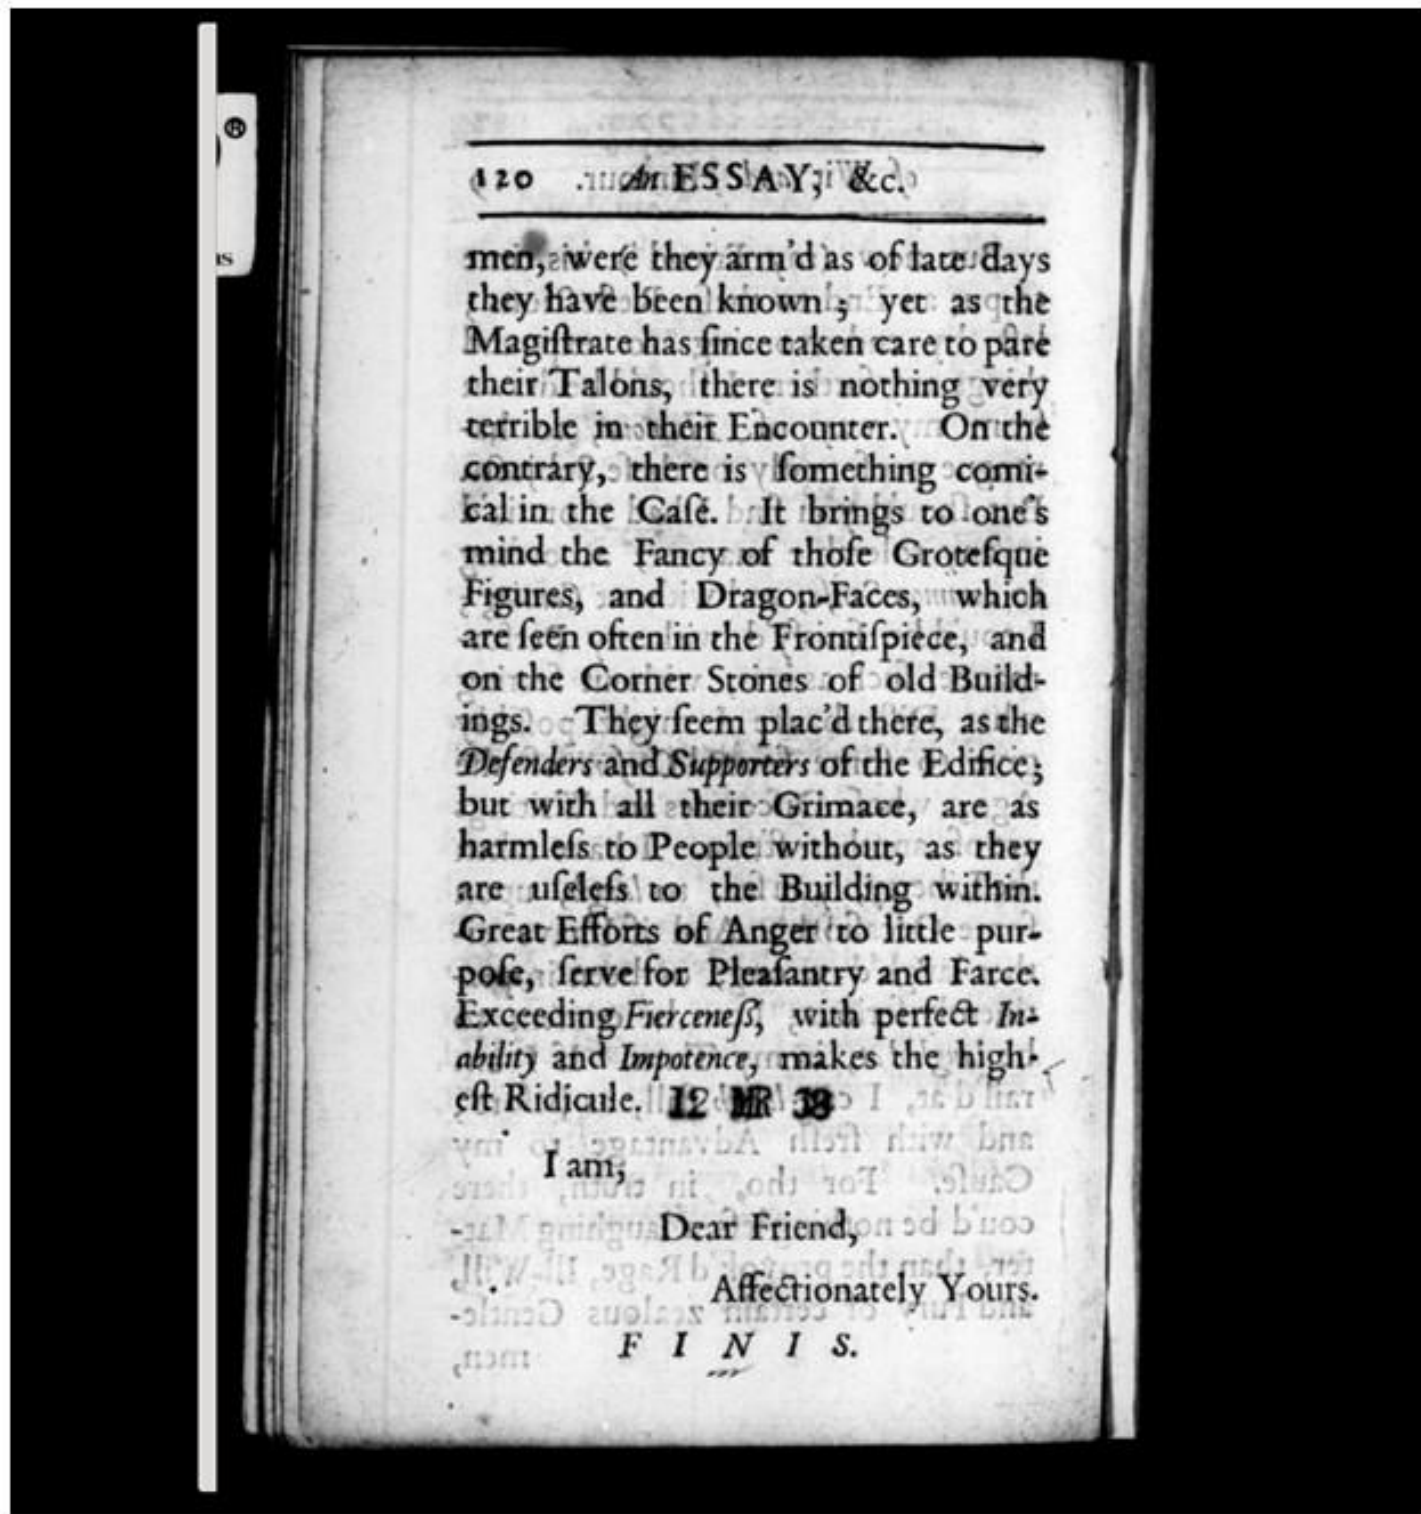 120 An ESSAY, &c.
men, were they arm'd as of late days
they have been known; yet as the
Magiſtrate has ſince taken care to pare
their Talons, there is nothing very
terrible in their Encounter. On the
contrary, there is ſomething comi-
cal in the Caſe. It brings to one's
mind the Fancy of thoſe Groteſque
Figures, and Dragon-Faces, which
are ſeen often in the Frontiſpiece, and
on the Corner Stones of old Build-
ings. They ſeem plac'd there, as the
Defenders and Supporters of the Edifice;
but with all their Grimace, are as
harmleſs to People without, as they
are uſeleſs to the Building within.
Great Efforts of Anger to little pur-
poſe, ſerve for Pleaſantry and Farce.
Exceeding Fierceneß, with perfect In-
ability and Impotence, makes the high-
eſt Ridicule.
I am,
Dear Friend,
Affectionately Yours.
F I N I S.